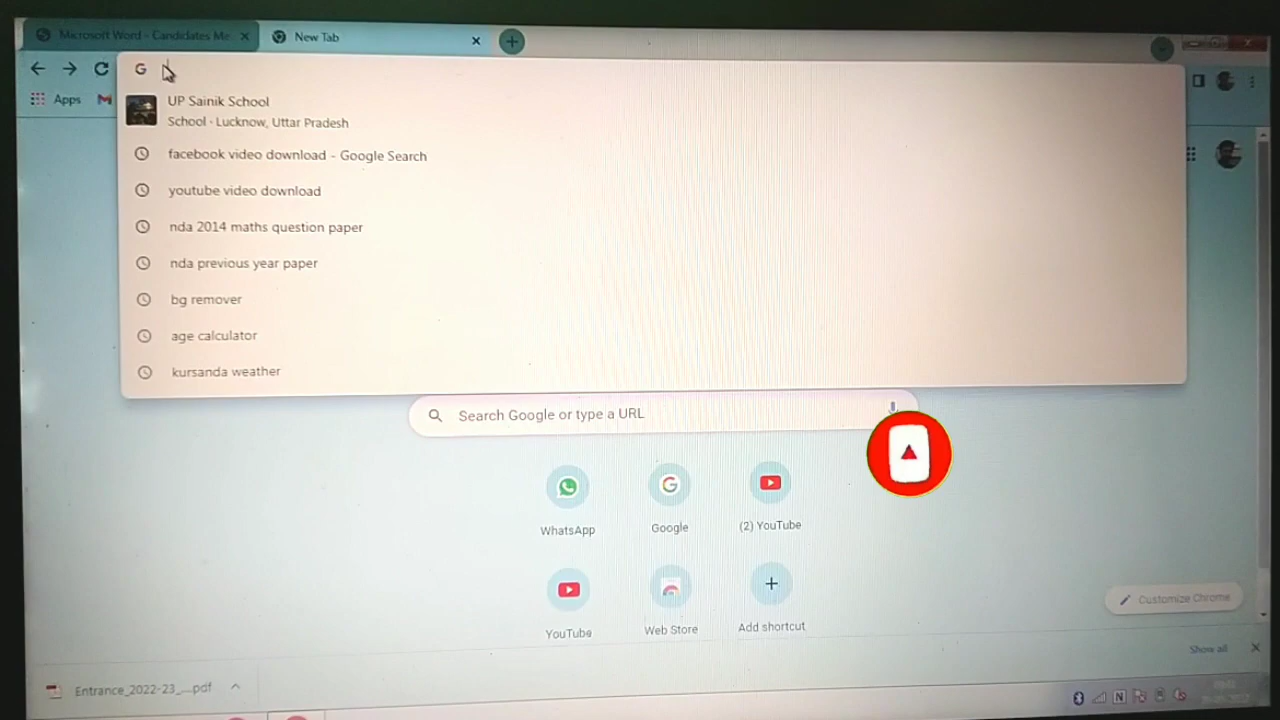 Microsoft Word - Candidates Me
New Tab
Apps
UP Sainik School
School · Lucknow, Uttar Pradesh
facebook video download - Google Search
youtube video download
nda 2014 maths question paper
nda previous year paper
bg remover
age calculator
kursanda weather
Search Google or type a URL
WhatsApp
Google
(2) YouTube
YouTube
Web Store
Add shortcut
Customize Chrome
Show all
Entrance_2022-23_....pdf